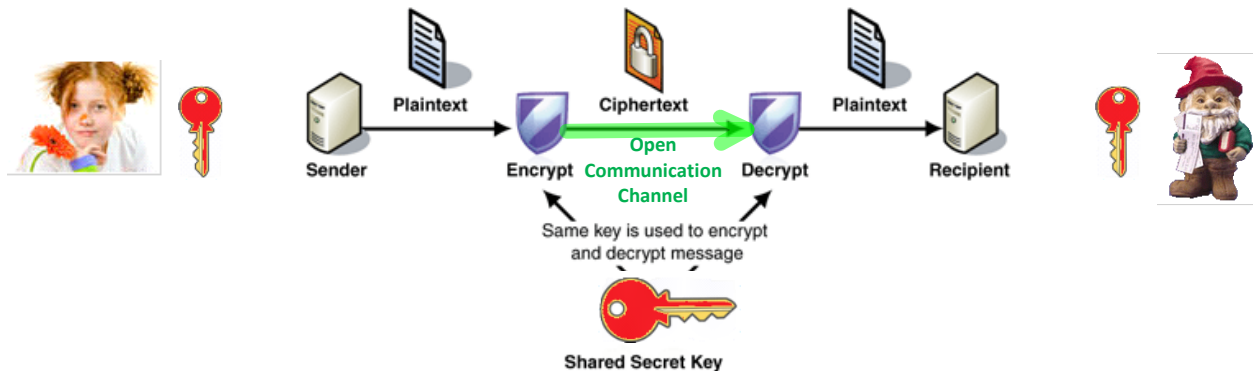 Plaintext
Ciphertext
Plaintext
Sender
Encrypt
Open
Communication
Channel
Decrypt
Recipient
Same key is used to encrypt
and decrypt message
Shared Secret Key